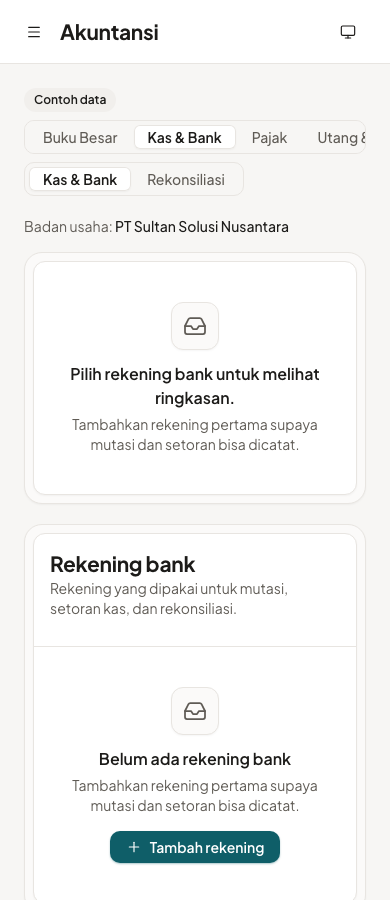 Akuntansi
Contoh data
Buku Besar
Kas & Bank
Pajak
Utang &
Kas & Bank
Rekonsiliasi
Badan usaha: PT Sultan Solusi Nusantara
Pilih rekening bank untuk melihat
ringkasan.
Tambahkan rekening pertama supaya
mutasi dan setoran bisa dicatat.
Rekening bank
Rekening yang dipakai untuk mutasi,
setoran kas, dan rekonsiliasi.
Belum ada rekening bank
Tambahkan rekening pertama supaya
mutasi dan setoran bisa dicatat.
Tambah rekening